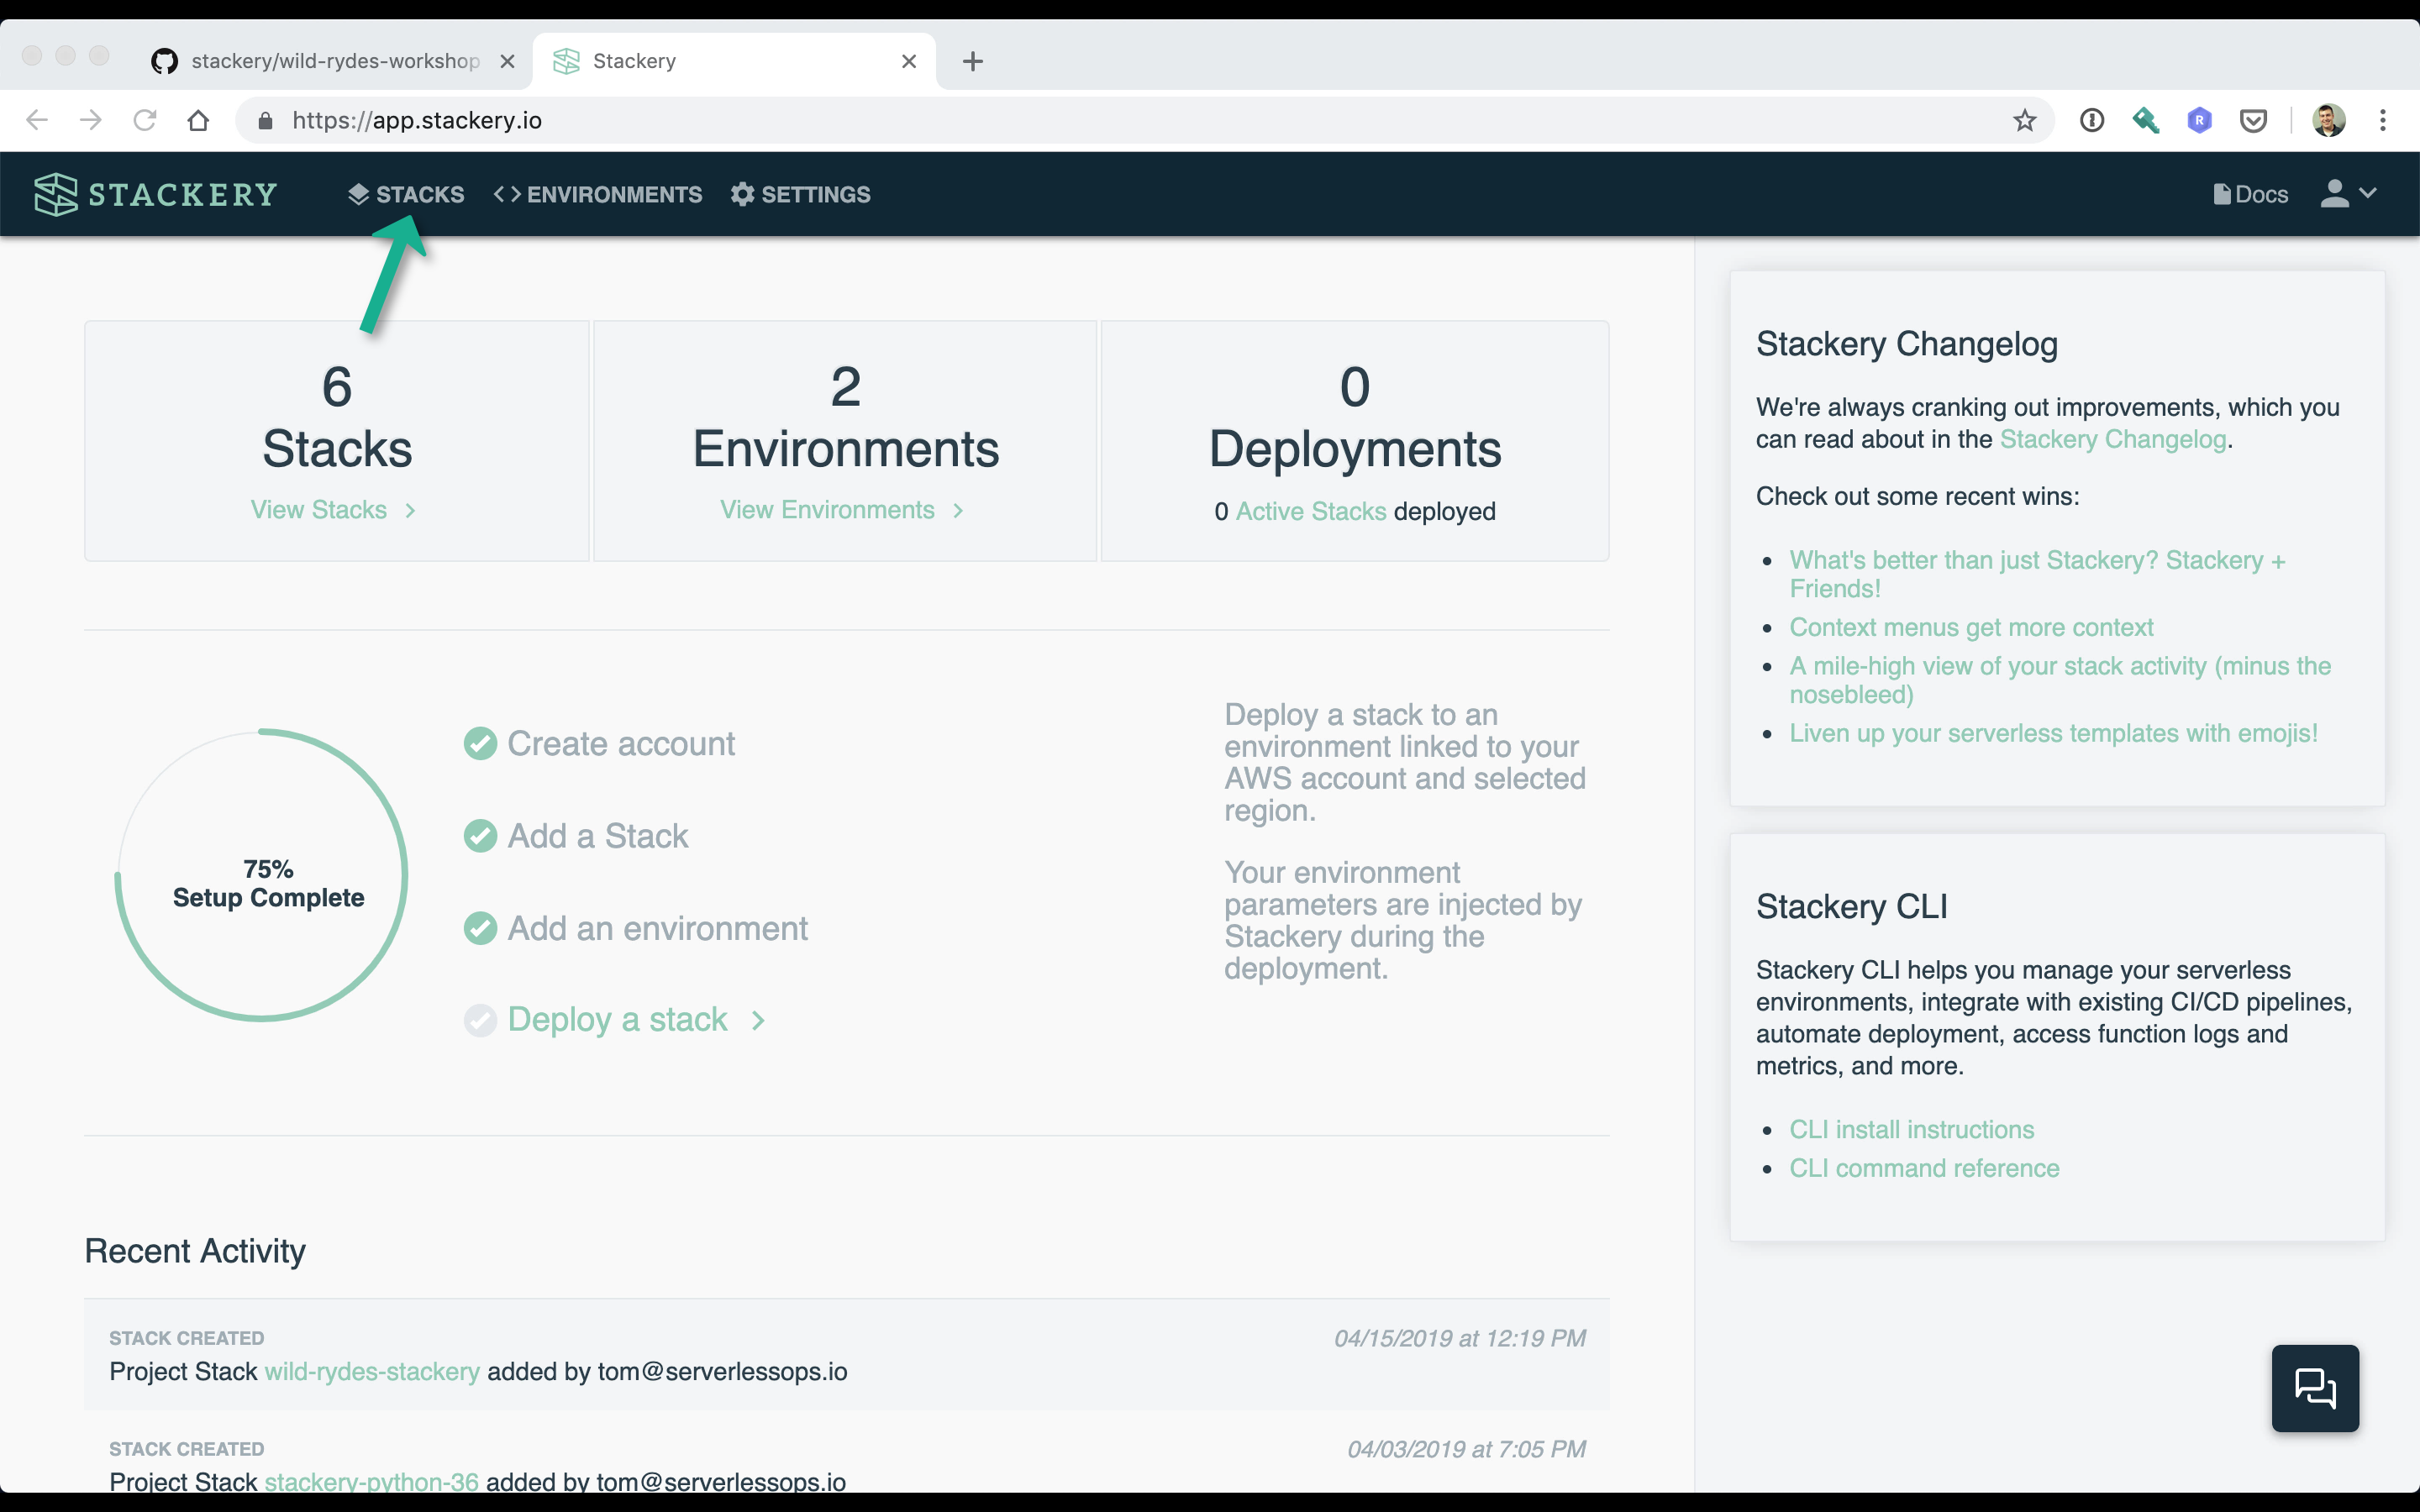 stackery/wild-rydes-workshop
Stackery
https://app.stackery.io
STACKERY
STACKS
ENVIRONMENTS
SETTINGS
Docs
6
Stacks
View Stacks
2
Environments
View Environments
0
Deployments
0 Active Stacks deployed
75%
Setup Complete
Create account
Add a Stack
Add an environment
Deploy a stack
Deploy a stack to an
environment linked to your
AWS account and selected
region.
Your environment
parameters are injected by
Stackery during the
deployment.
Recent Activity
STACK CREATED
04/15/2019 at 12:19 PM
Project Stack wild-rydes-stackery added by tom@serverlessops.io
STACK CREATED
04/03/2019 at 7:05 PM
Project Stack stackery-python-36 added by tom@serverlessops.io
Stackery Changelog
We're always cranking out improvements, which you
can read about in the Stackery Changelog.
Check out some recent wins:
What's better than just Stackery? Stackery +
Friends!
Context menus get more context
A mile-high view of your stack activity (minus the
nosebleed)
Liven up your serverless templates with emojis!
Stackery CLI
Stackery CLI helps you manage your serverless
environments, integrate with existing CI/CD pipelines,
automate deployment, access function logs and
metrics, and more.
CLI install instructions
CLI command reference